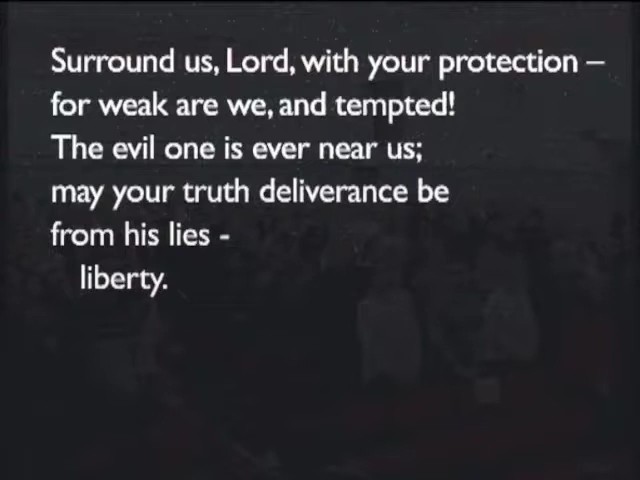 Surround us, Lord, with your protection –
for weak are we, and tempted!
The evil one is ever near us;
may your truth deliverance be
from his lies -
liberty.